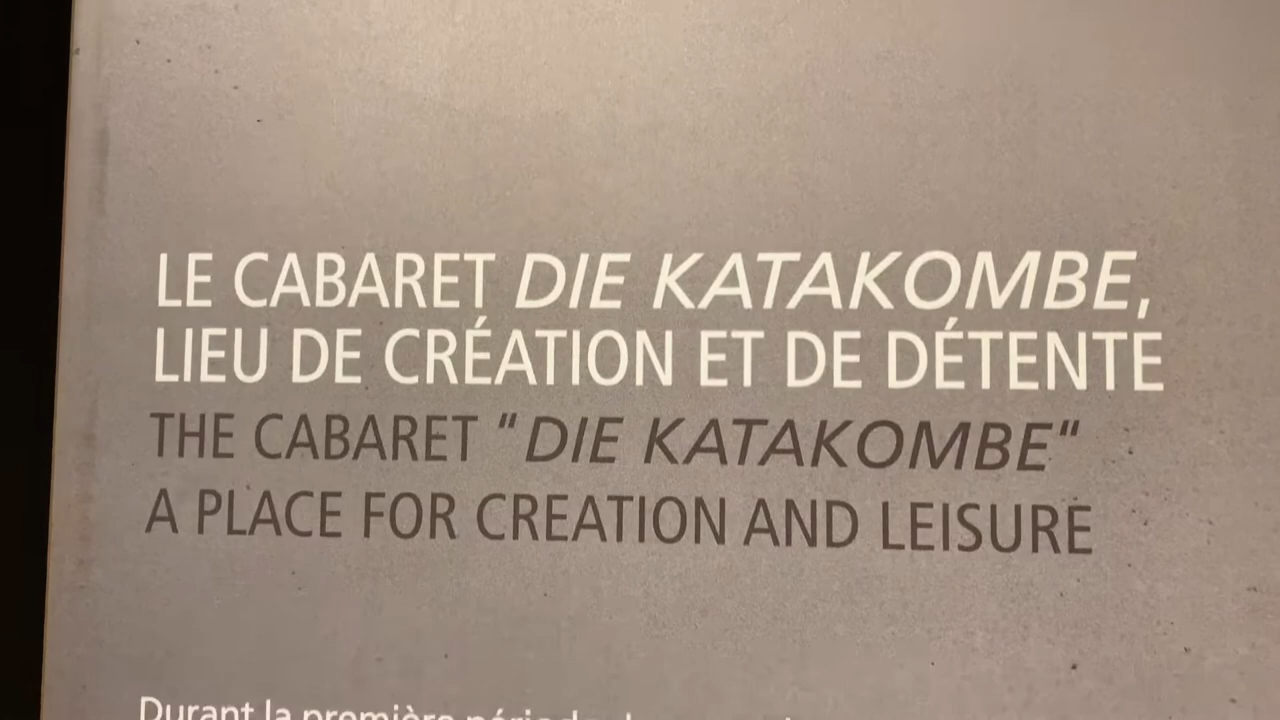 LE CABARET DIE KATAKOMBE,
LIEU DE CRÉATION ET DE DÉTENTE
THE CABARET "DIE KATAKOMBE"
A PLACE FOR CREATION AND LEISURE
Durant la première période